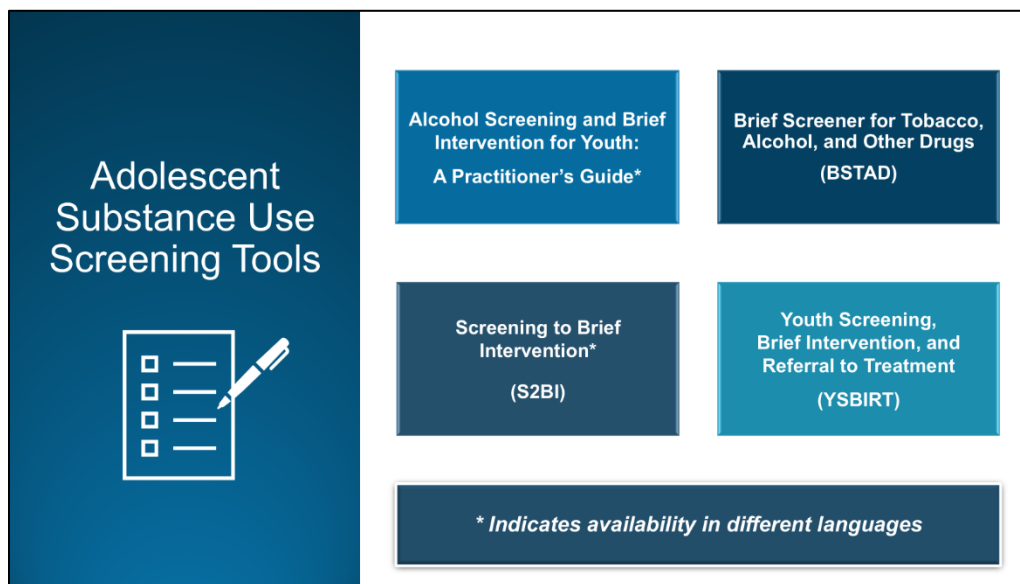 Adolescent
Substance Use
Screening Tools
Alcohol Screening and Brief
Intervention for Youth:
A Practitioner’s Guide*
Brief Screener for Tobacco,
Alcohol, and Other Drugs
(BSTAD)
Screening to Brief
Intervention*
(S2BI)
Youth Screening,
Brief Intervention, and
Referral to Treatment
(YSBIRT)
* Indicates availability in different languages